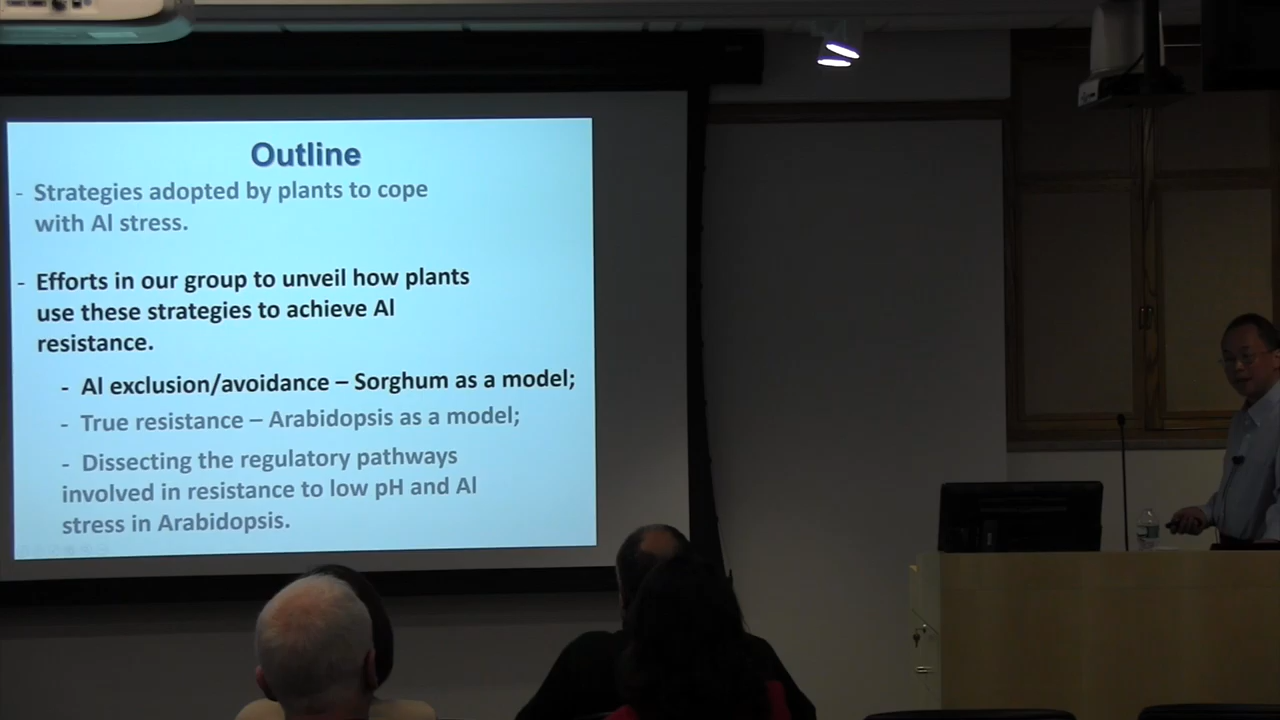 Outline
- Strategies adopted by plants to cope
with Al stress.
- Efforts in our group to unveil how plants
use these strategies to achieve Al
resistance.
- Al exclusion/avoidance – Sorghum as a model;
- True resistance – Arabidopsis as a model;
- Dissecting the regulatory pathways
involved in resistance to low pH and Al
stress in Arabidopsis.